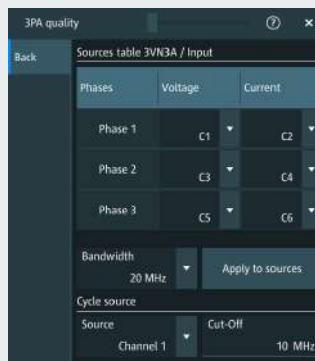 3PA quality
Back
Sources table 3VN3A / Input
Phases Voltage Current
Phase 1 C1 C2
Phase 2 C3 C4
Phase 3 C5 C6
Bandwidth
20 MHz
Apply to sources
Cycle source
Source Cut-Off
Channel 1 10 MHz